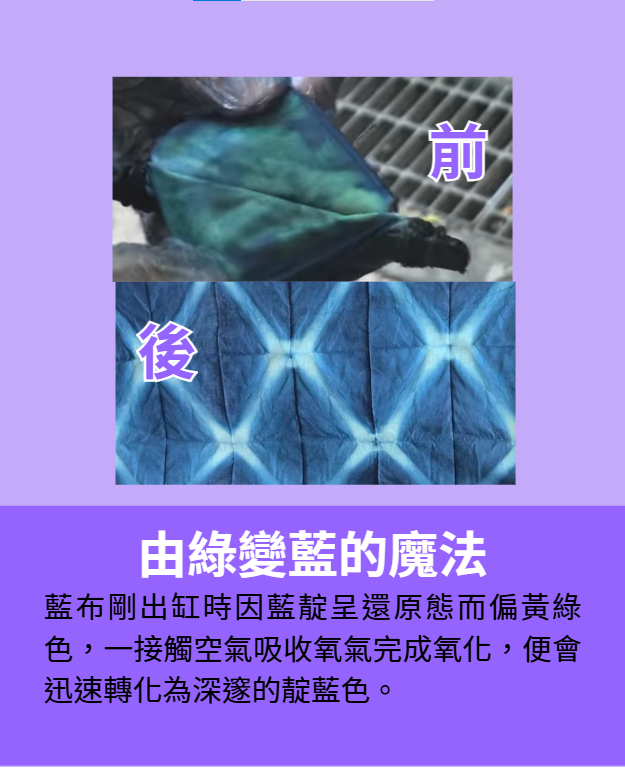 前
後
由綠變藍的魔法
藍布剛出缸時因藍靛呈還原態而偏黃綠
色，一接觸空氣吸收氧氣完成氧化，便會
迅速轉化為深邃的靛藍色。